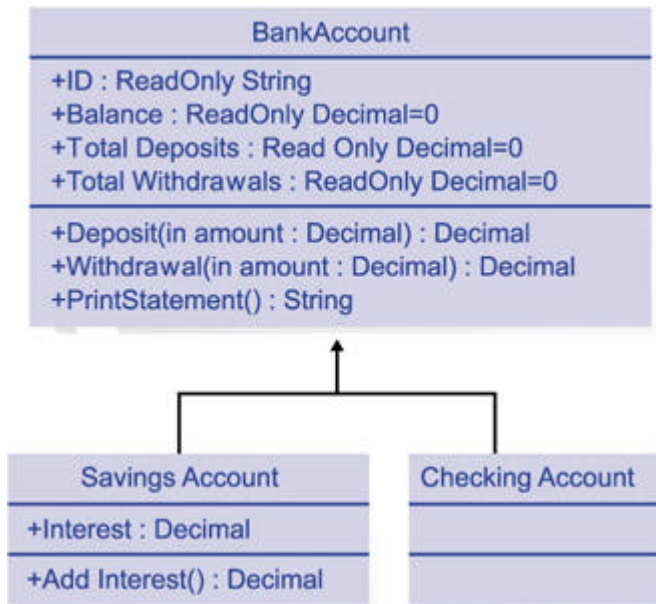 BankAccount
+ID : ReadOnly String
+Balance : ReadOnly Decimal=0
+Total Deposits : Read Only Decimal=0
+Total Withdrawals : ReadOnly Decimal=0
+Deposit(in amount : Decimal) : Decimal
+Withdrawal(in amount : Decimal) : Decimal
+PrintStatement() : String
Savings Account
+Interest : Decimal
+Add Interest() : Decimal
Checking Account